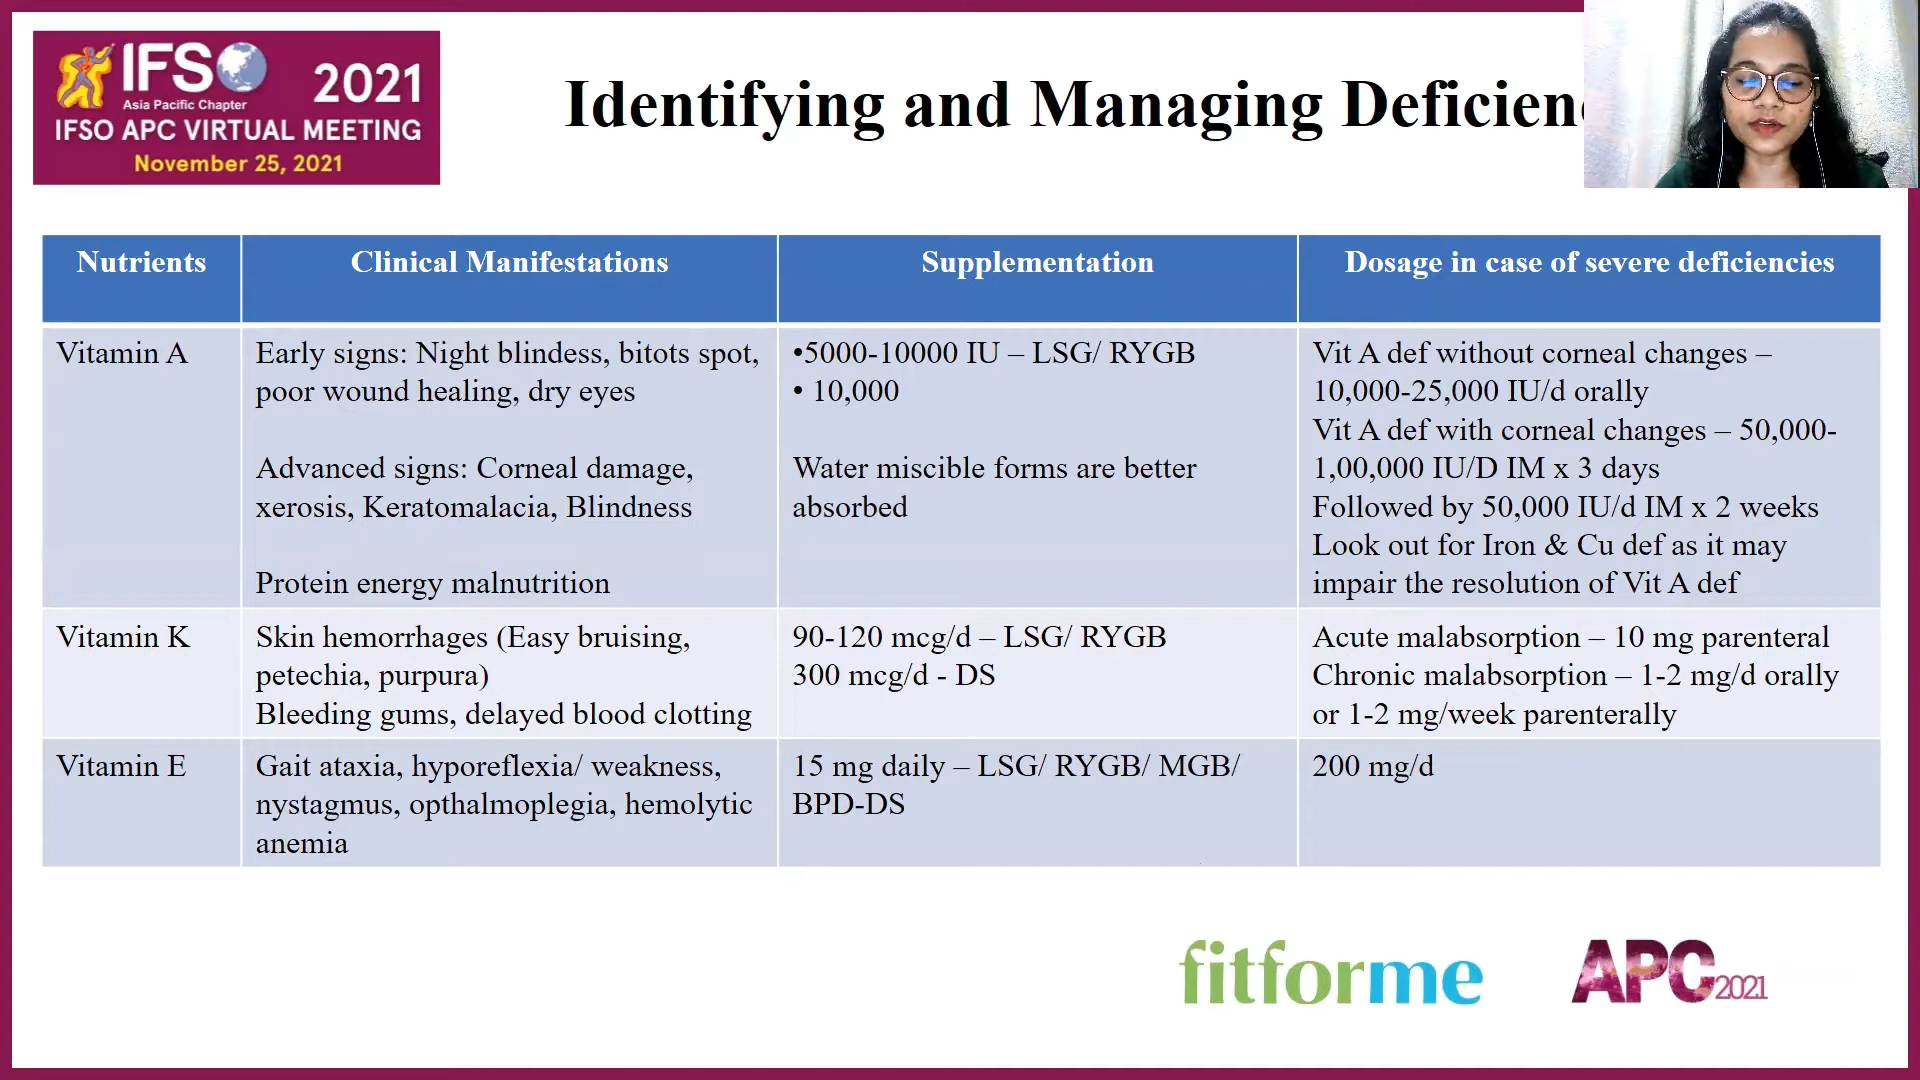 IFSO
Asia Pacific Chapter
2021
IFSO APC VIRTUAL MEETING
November 25, 2021
Identifying and Managing
Nutrients
Clinical Manifestations
Supplementation
Dosage in case of severe deficiencies
Vitamin A
Early signs: Night blindess, bitots spot,
poor wound healing, dry eyes
Advanced signs: Corneal damage,
xerosis, Keratomalacia, Blindness
Protein energy malnutrition
•5000-10000 IU – LSG/ RYGB
• 10,000
Water miscible forms are better
absorbed
Vit A def without corneal changes –
10,000-25,000 IU/d orally
Vit A def with corneal changes – 50,000-
1,00,000 IU/D IM x 3 days
Followed by 50,000 IU/d IM x 2 weeks
Look out for Iron & Cu def as it may
impair the resolution of Vit A def
Vitamin K
Skin hemorrhages (Easy bruising,
petechia, purpura)
Bleeding gums, delayed blood clotting
90-120 mcg/d – LSG/ RYGB
300 mcg/d - DS
Acute malabsorption – 10 mg parenteral
Chronic malabsorption – 1-2 mg/d orally
or 1-2 mg/week parenterally
Vitamin E
Gait ataxia, hyporeflexia/ weakness,
nystagmus, opthalmoplegia, hemolytic
anemia
15 mg daily – LSG/ RYGB/ MGB/
BPD-DS
200 mg/d
fitforme
APC 2021